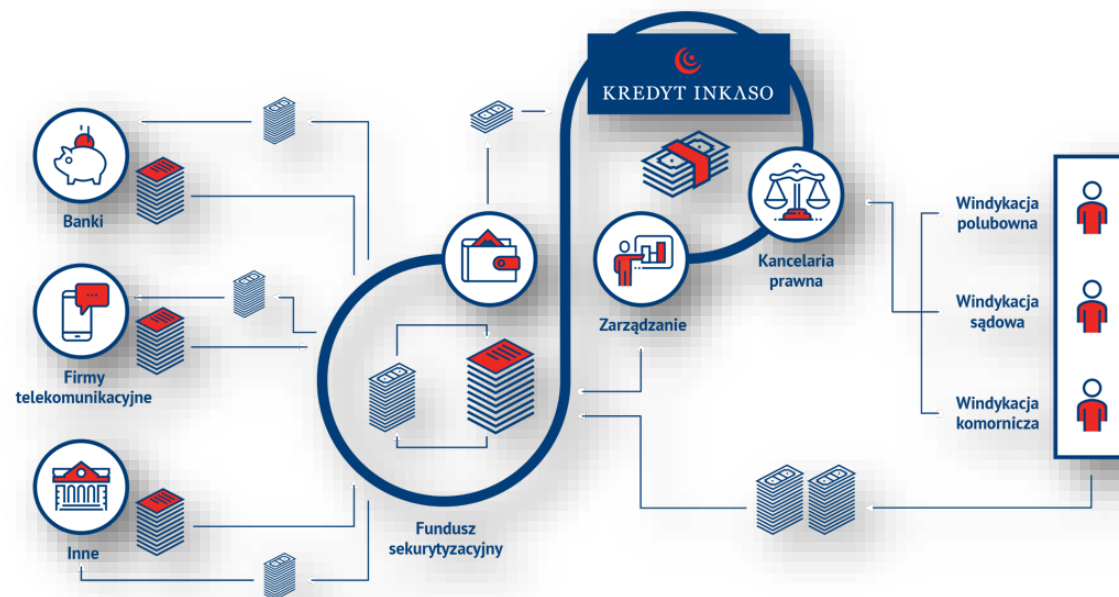 KREDYT INKASO
Banki
Firmy
telekomunikacyjne
Inne
Fundusz
sekurytyzacyjny
Zarządzanie
Kancelaria
prawna
Windykacja
polubowna
Windykacja
sądowa
Windykacja
komornicza